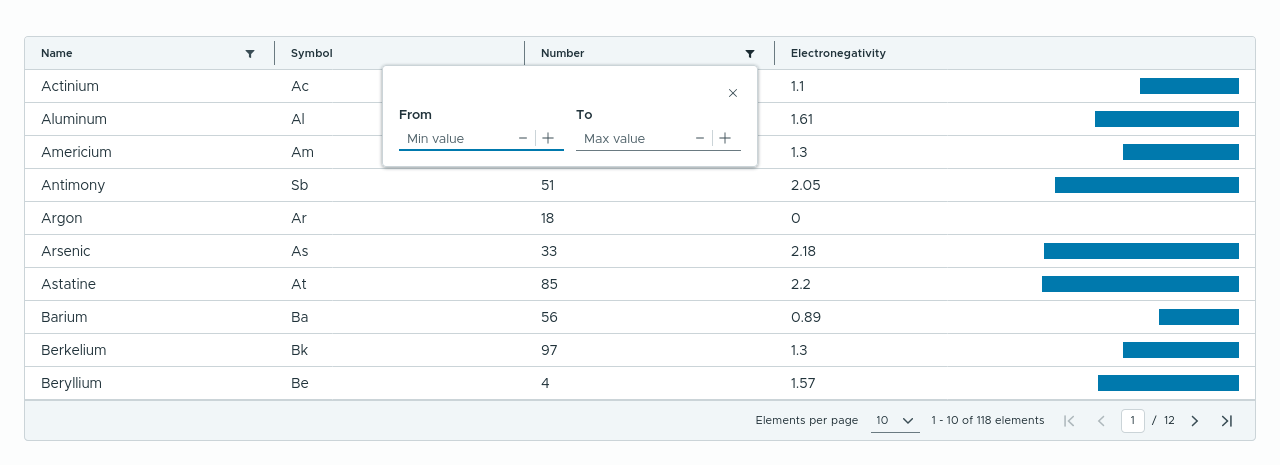 Name Symbol Number Electronegativity
Actinium Ac 1.1
From To
Aluminum Al 1.61
Min value Max value
Americium Am 1.3
Antimony Sb 51 2.05
Argon Ar 18 0
Arsenic As 33 2.18
Astatine At 85 2.2
Barium Ba 56 0.89
Berkelium Bk 97 1.3
Beryllium Be 4 1.57
Elements per page 10 1 - 10 of 118 elements 1 / 12